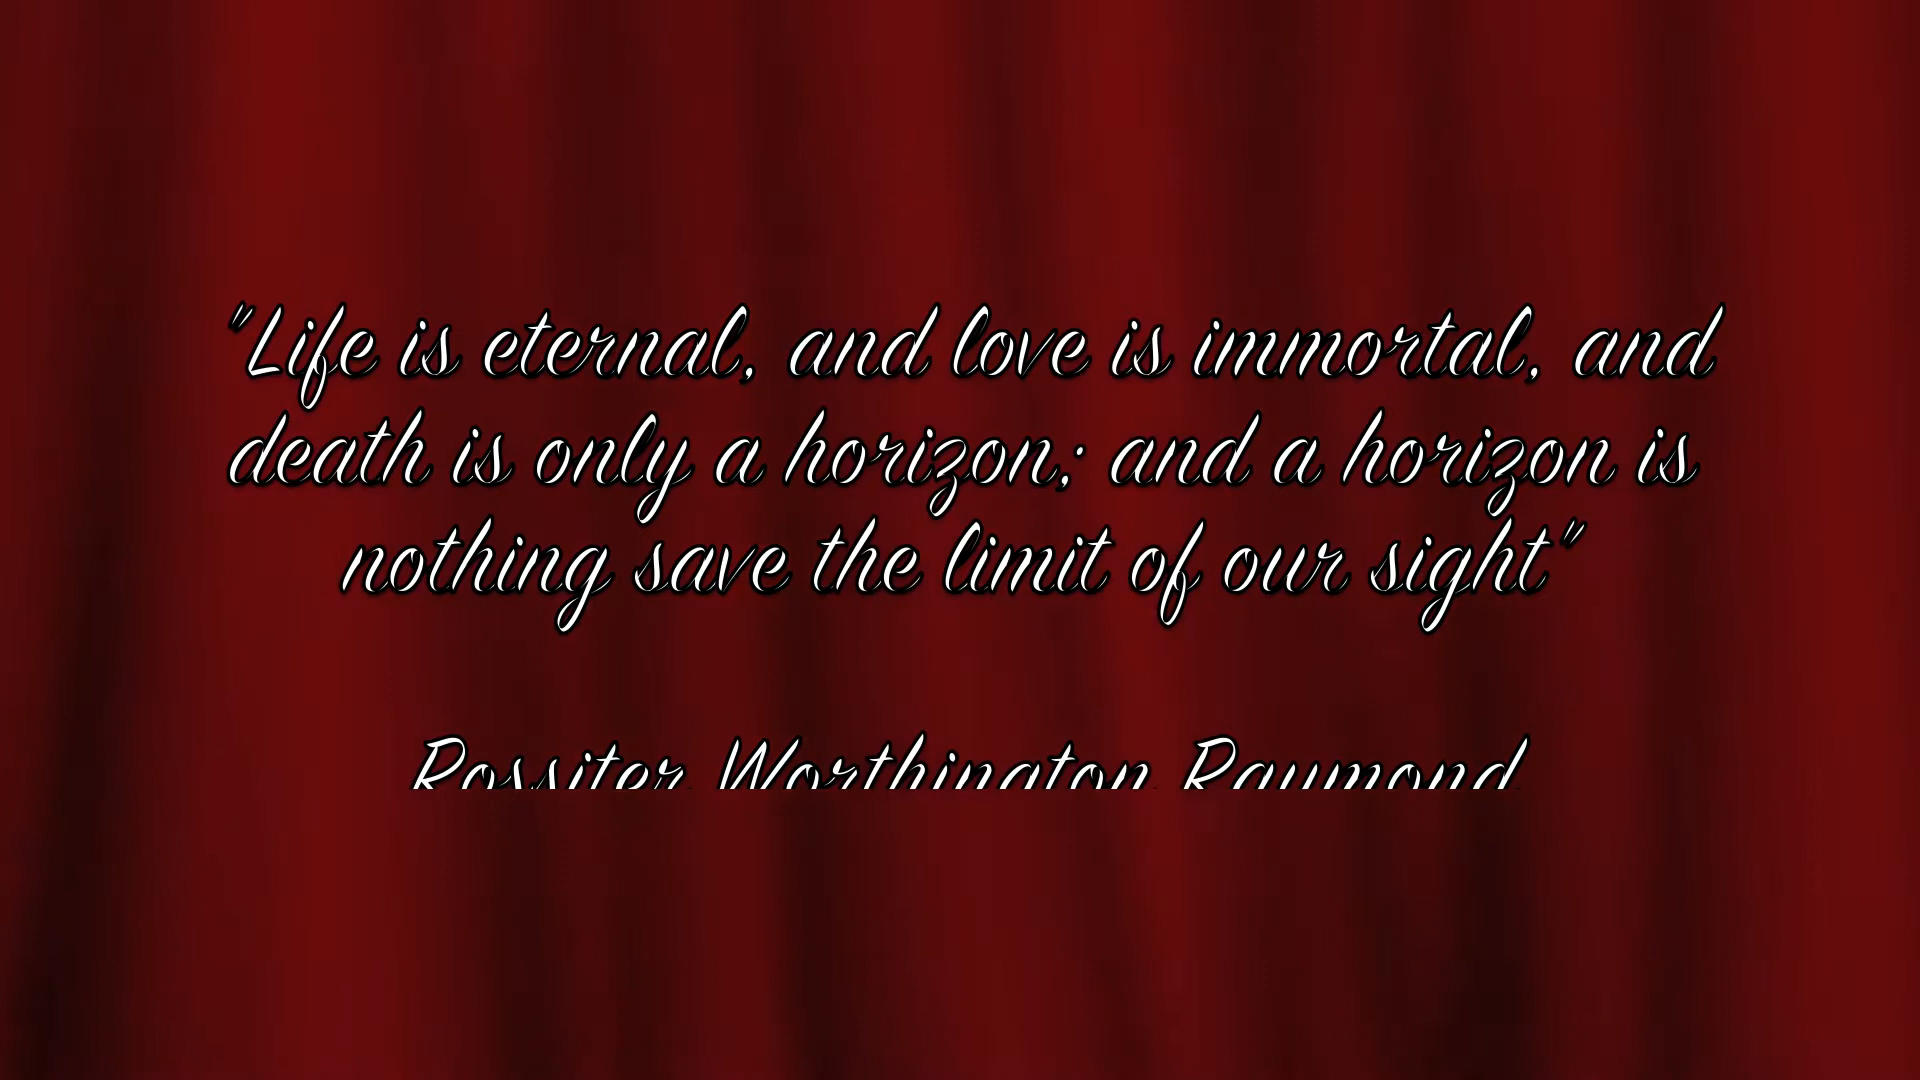 "Life is eternal, and love is immortal, and
death is only a horizon; and a horizon is
nothing save the limit of our sight"
Rossiter Worthington Raymond